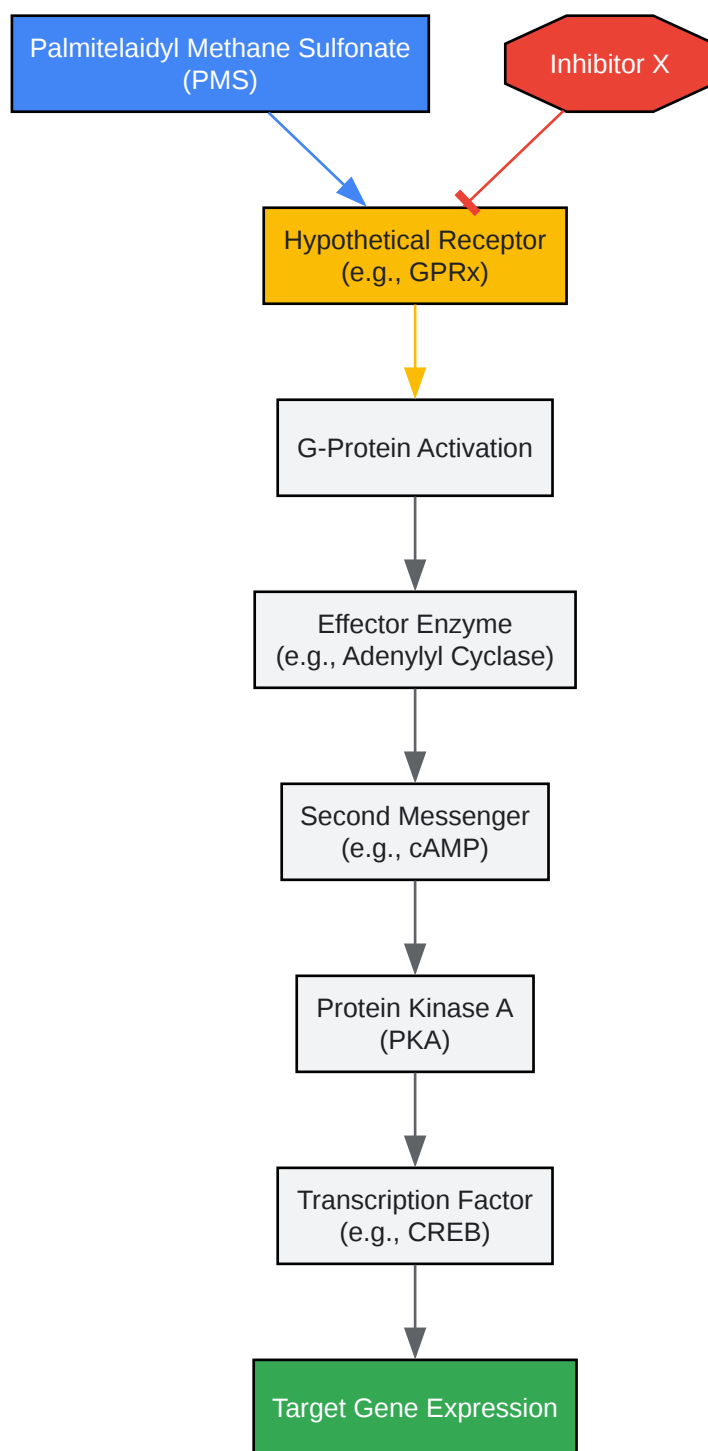 Palmitelaidyl Methane Sulfonate
(PMS)
Inhibitor X
Hypothetical Receptor
(e.g., GPRx)
G-Protein Activation
Effector Enzyme
(e.g., Adenylyl Cyclase)
Second Messenger
(e.g., cAMP)
Protein Kinase A
(PKA)
Transcription Factor
(e.g., CREB)
Target Gene Expression